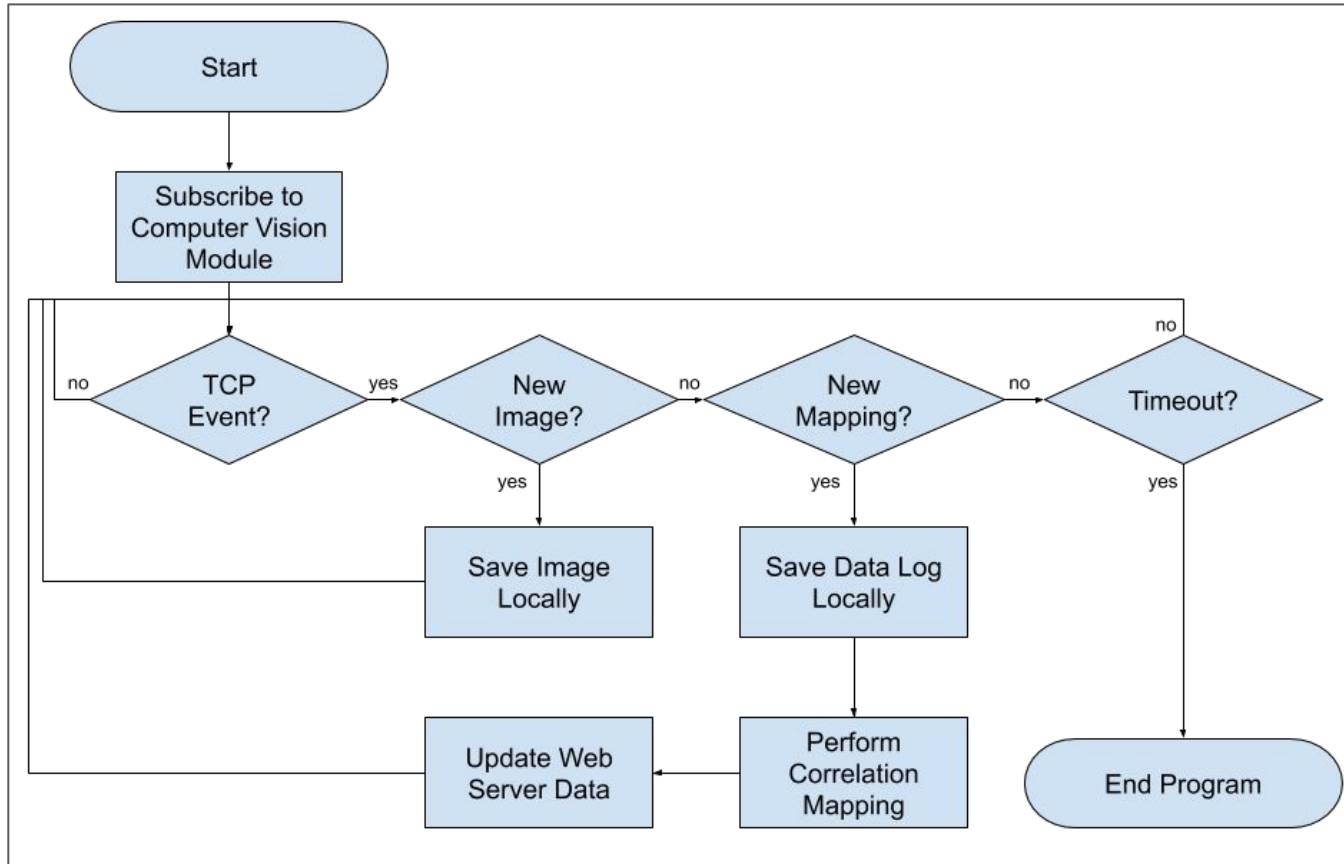 Start
Subscribe to
Computer Vision
Module
no
TCP
Event?
yes
New
Image?
no
New
Mapping?
no
Timeout?
no
yes
yes
yes
Save Image
Locally
Save Data Log
Locally
Update Web
Server Data
Perform
Correlation
Mapping
End Program